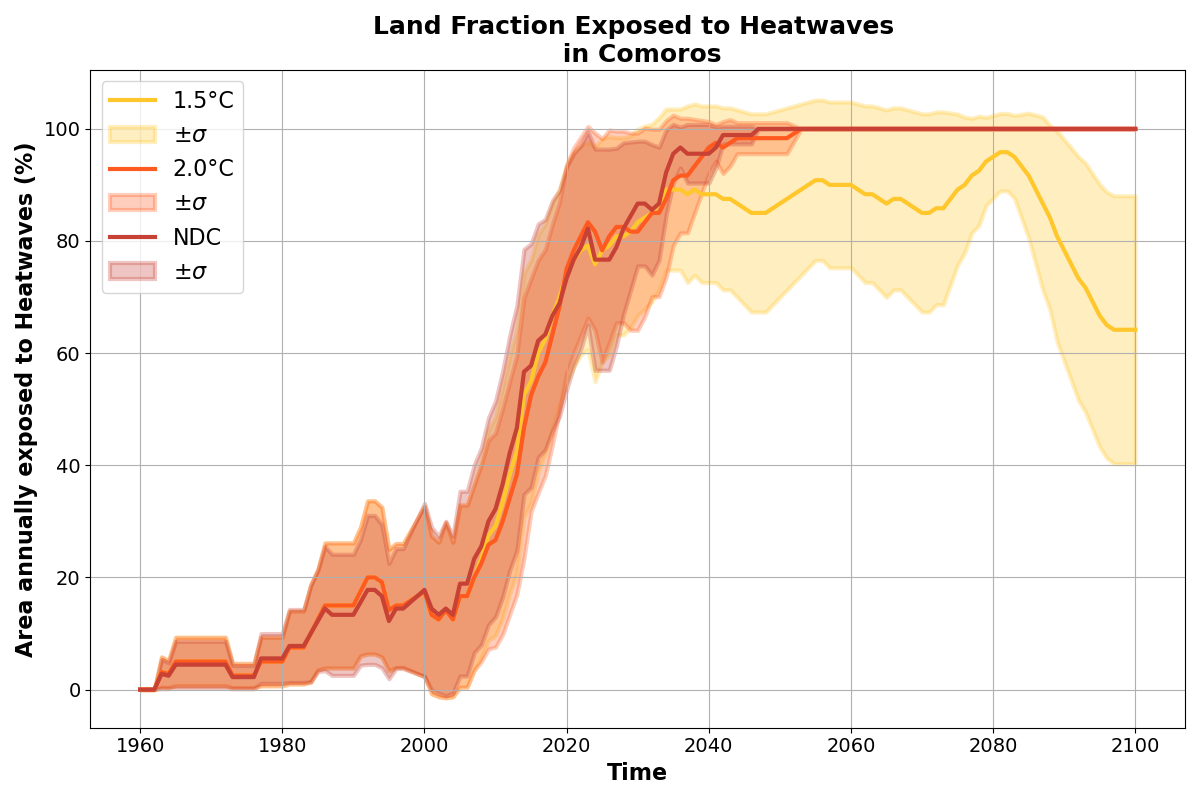 Land Fraction Exposed to Heatwaves
in Comoros
1.5°C
±σ
2.0°C
±σ
NDC
±σ
Area annually exposed to Heatwaves (%)
100
80
60
40
20
0
1960 1980 2000 2020 2040 2060 2080 2100
Time